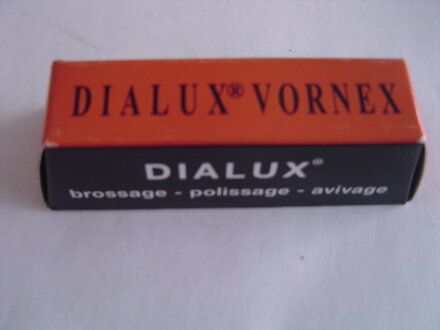 DIALUX® VORNEX
DIALUX®
brossage - polissage - avivage